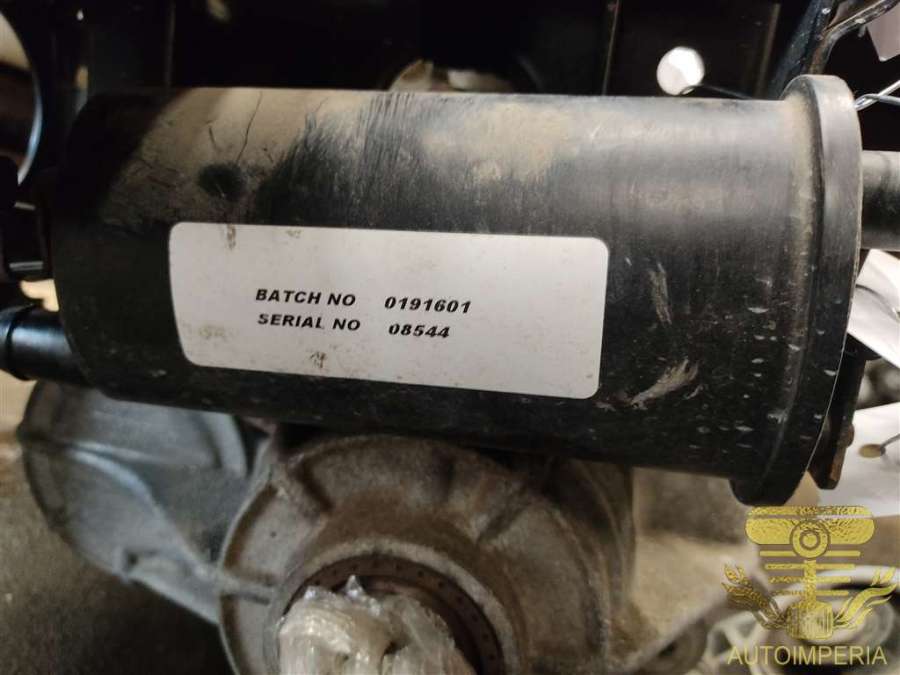 BATCH NO 0191601
SERIAL NO 08544
AUTOIMPERIA